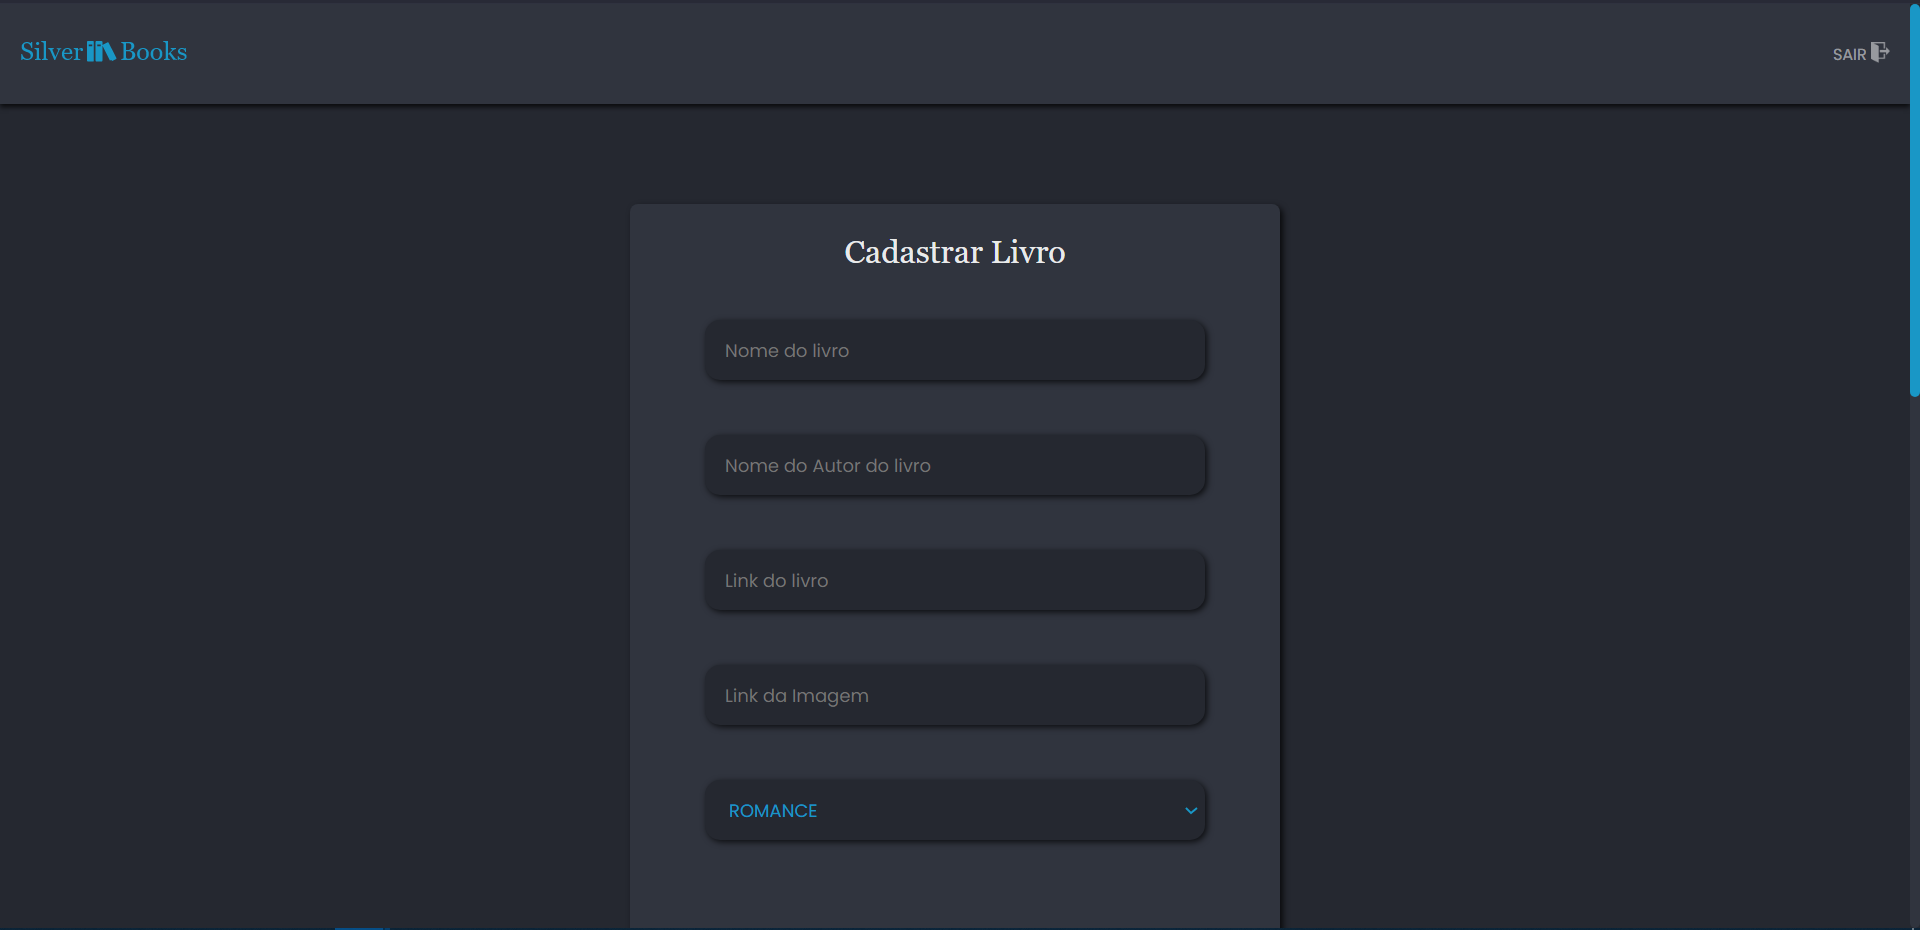 Silver Books
SAIR
Cadastrar Livro
Nome do livro
Nome do Autor do livro
Link do livro
Link da Imagem
ROMANCE